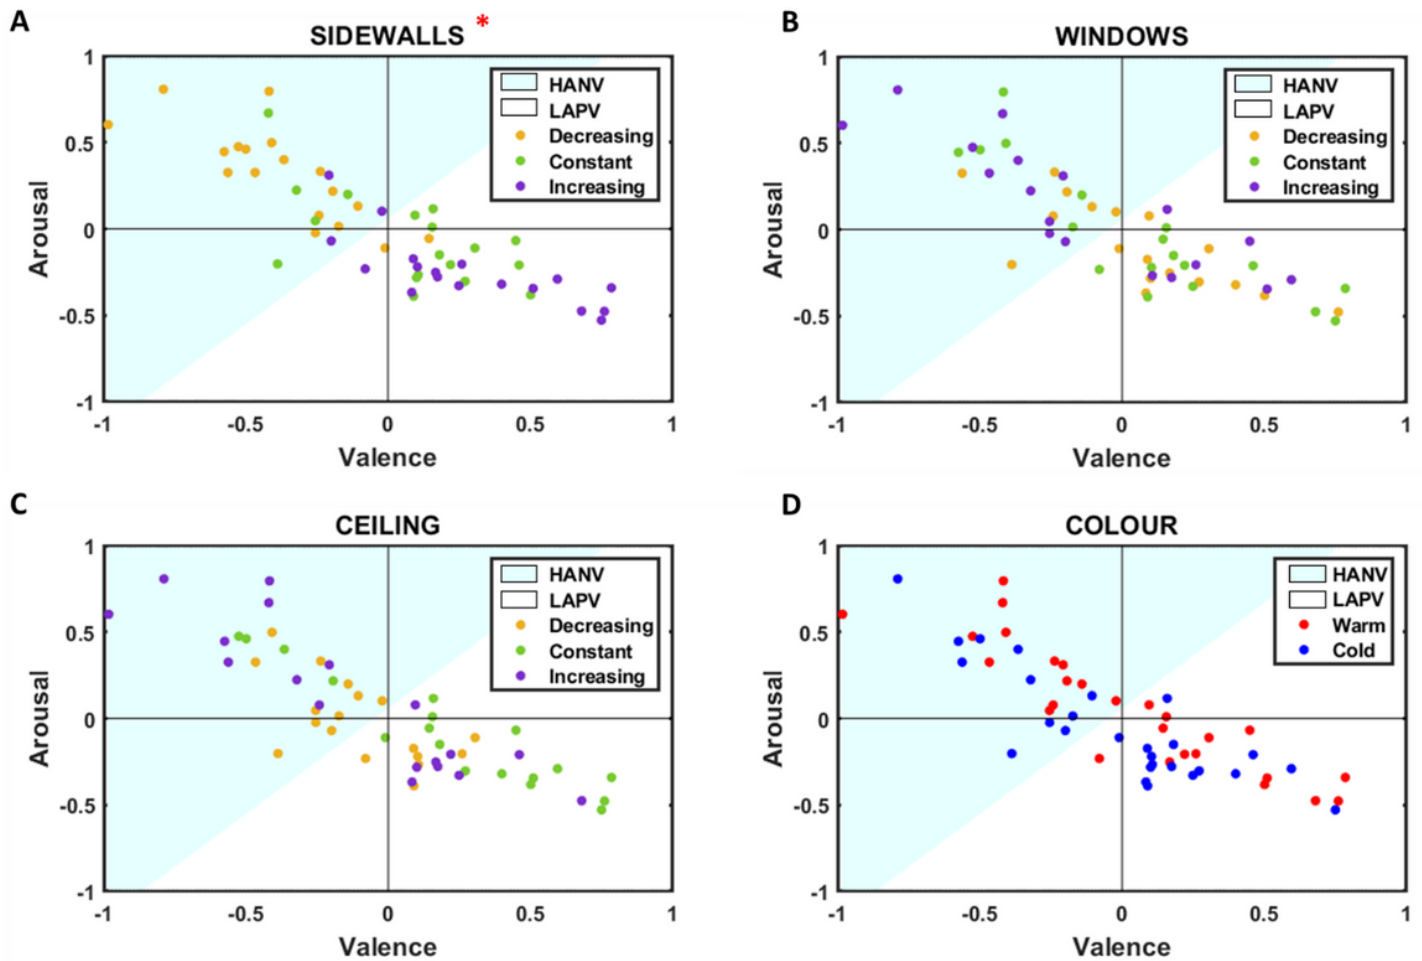 A
SIDEWALLS *
1
0.5
0
-0.5
-1
-1 -0.5 0 0.5 1
Arousal
Valence
HANV
LAPV
Decreasing
Constant
Increasing
B
WINDOWS
1
0.5
0
-0.5
-1
-1 -0.5 0 0.5 1
Arousal
Valence
HANV
LAPV
Decreasing
Constant
Increasing
C
CEILING
1
0.5
0
-0.5
-1
-1 -0.5 0 0.5 1
Arousal
Valence
HANV
LAPV
Decreasing
Constant
Increasing
D
COLOUR
1
0.5
0
-0.5
-1
-1 -0.5 0 0.5 1
Arousal
Valence
HANV
LAPV
Warm
Cold